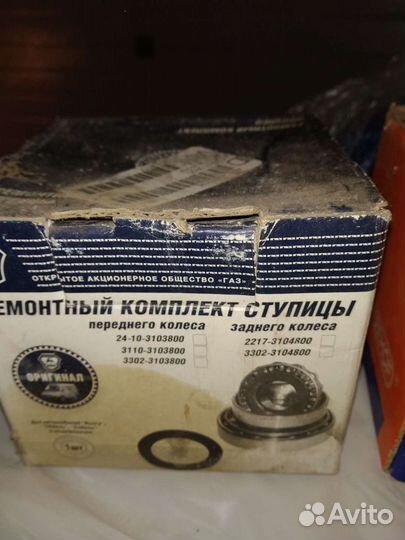 ОТКРЫТОЕ АКЦИОНЕРНОЕ ОБЩЕСТВО «ГАЗ»
ЕМОНТНЫЙ КОМПЛЕКТ СТУПИЦЫ
переднего колеса заднего колеса
24-10-3103800 2217-3104800
3110-3103800 3302-3104800
3302-3103800
ОРИГИНАЛ
1 шт
Avito